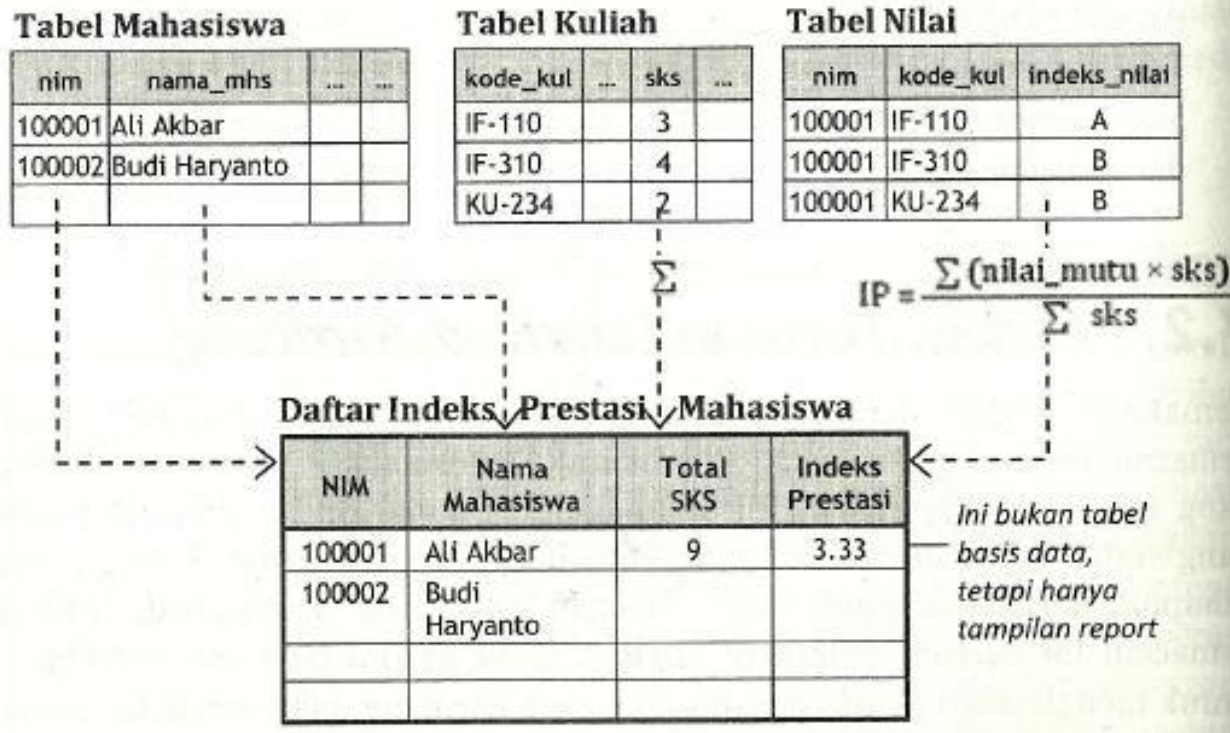 Tabel Mahasiswa
nim nama_mhs ... ...
100001 Ali Akbar
100002 Budi Haryanto
Tabel Kuliah
kode_kul ... sks ...
IF-110 3
IF-310 4
KU-234 2
Tabel Nilai
nim kode_kul indeks_nilai
100001 IF-110 A
100001 IF-310 B
100001 KU-234 B
∑
IP = ∑ (nilai_mutu × sks)
∑ sks
Daftar Indeks Prestasi Mahasiswa
NIM Nama Mahasiswa Total SKS Indeks Prestasi
100001 Ali Akbar 9 3.33
100002 Budi
Haryanto
Ini bukan tabel
basis data,
tetapi hanya
tampilan report